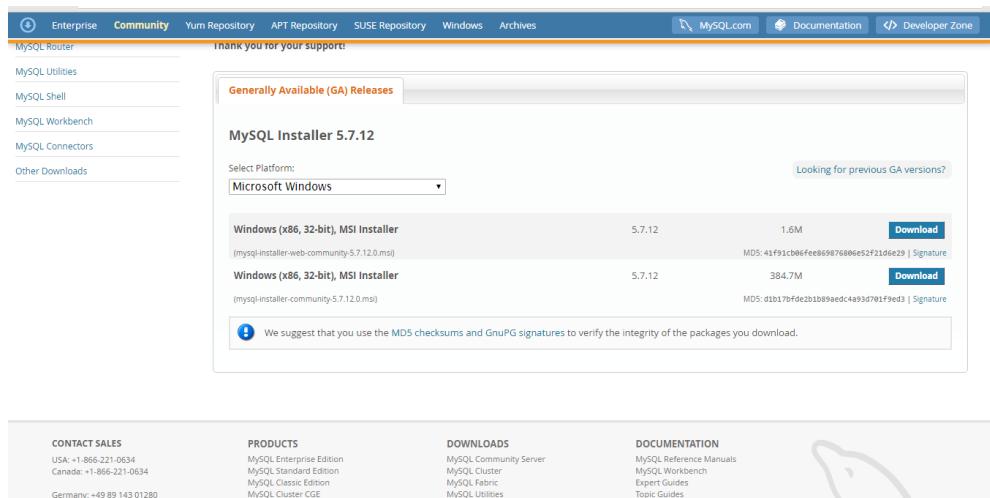 Enterprise Community Yum Repository APT Repository SUSE Repository Windows Archives MySQL.com Documentation Developer Zone
MySQL Router
MySQL Utilities
MySQL Shell
MySQL Workbench
MySQL Connectors
Other Downloads
Thank you for your support!
Generally Available (GA) Releases
MySQL Installer 5.7.12
Select Platform:
Looking for previous GA versions?
Microsoft Windows
Windows (x86, 32-bit), MSI Installer 5.7.12 1.6M Download
(mysql-installer-web-community-5.7.12.0.msi) MD5: 41f91cb06fee869876806e52f21d6e29 | Signature
Windows (x86, 32-bit), MSI Installer 5.7.12 384.7M Download
(mysql-installer-community-5.7.12.0.msi) MD5: d1b17bfde2b1b89aedc4a93d701f9ed3 | Signature
We suggest that you use the MD5 checksums and GnuPG signatures to verify the integrity of the packages you download.
CONTACT SALES
USA: +1-866-221-0634
Canada: +1-866-221-0634
Germany: +49 89 143 01280
PRODUCTS
MySQL Enterprise Edition
MySQL Standard Edition
MySQL Classic Edition
MySQL Cluster CGE
DOWNLOADS
MySQL Community Server
MySQL Cluster
MySQL Fabric
MySQL Utilities
DOCUMENTATION
MySQL Reference Manuals
MySQL Workbench
Expert Guides
Topic Guides